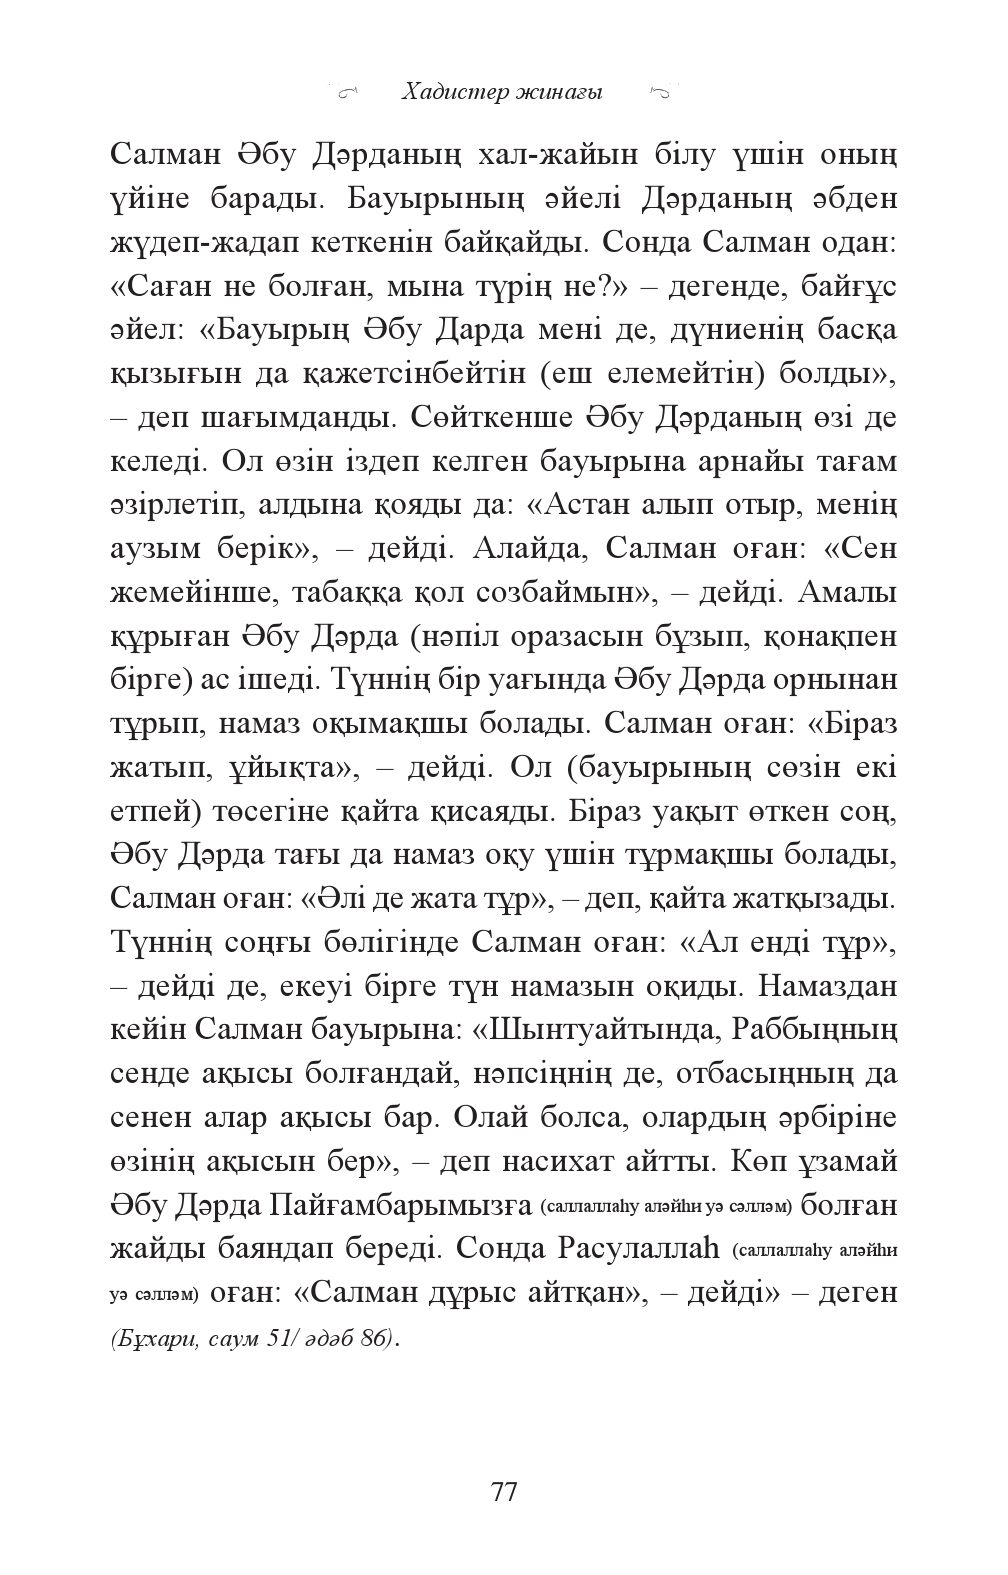 Хадистер жинағы
Салман Әбу Дәрданың хал-жайын білу үшін оның
үйіне барады. Бауырының әйелі Дәрданың әбден
жүдеп-жадап кеткенін байқайды. Сонда Салман одан:
«Саған не болған, мына түрің не?» – дегенде, байғұс
әйел: «Бауырың Әбу Дарда мені де, дүниенің басқа
қызығын да қажетсінбейтін (еш елемейтін) болды»,
– деп шағымданды. Сөйткенше Әбу Дәрданың өзі де
келеді. Ол өзін іздеп келген бауырына арнайы тағам
әзірлетіп, алдына қояды да: «Астан алып отыр, менің
аузым берік», – дейді. Алайда, Салман оған: «Сен
жемейінше, табаққа қол созбаймын», – дейді. Амалы
құрыған Әбу Дәрда (нәпіл оразасын бұзып, қонақпен
бірге) ас ішеді. Түннің бір уағында Әбу Дәрда орнынан
тұрып, намаз оқымақшы болады. Салман оған: «Біраз
жатып, ұйықта», – дейді. Ол (бауырының сөзін екі
етпей) төсегіне қайта қисаяды. Біраз уақыт өткен соң,
Әбу Дәрда тағы да намаз оқу үшін тұрмақшы болады,
Салман оған: «Әлі де жата тұр», – деп, қайта жатқызады.
Түннің соңғы бөлігінде Салман оған: «Ал енді тұр»,
– дейді де, екеуі бірге түн намазын оқиды. Намаздан
кейін Салман бауырына: «Шынтуайтында, Раббыңның
сенде ақысы болғандай, нәпсіңнің де, отбасыңның да
сенен алар ақысы бар. Олай болса, олардың әрбіріне
өзінің ақысын бер», – деп насихат айтты. Көп ұзамай
Әбу Дәрда Пайғамбарымызға (саллаллаһу аләйһи уә сәлләм) болған
жайды баяндап береді. Сонда Расулаллаһ (саллаллаһу аләйһи
уә сәлләм) оған: «Салман дұрыс айтқан», – дейді» – деген
(Бұхари, саум 51/ әдәб 86).
77